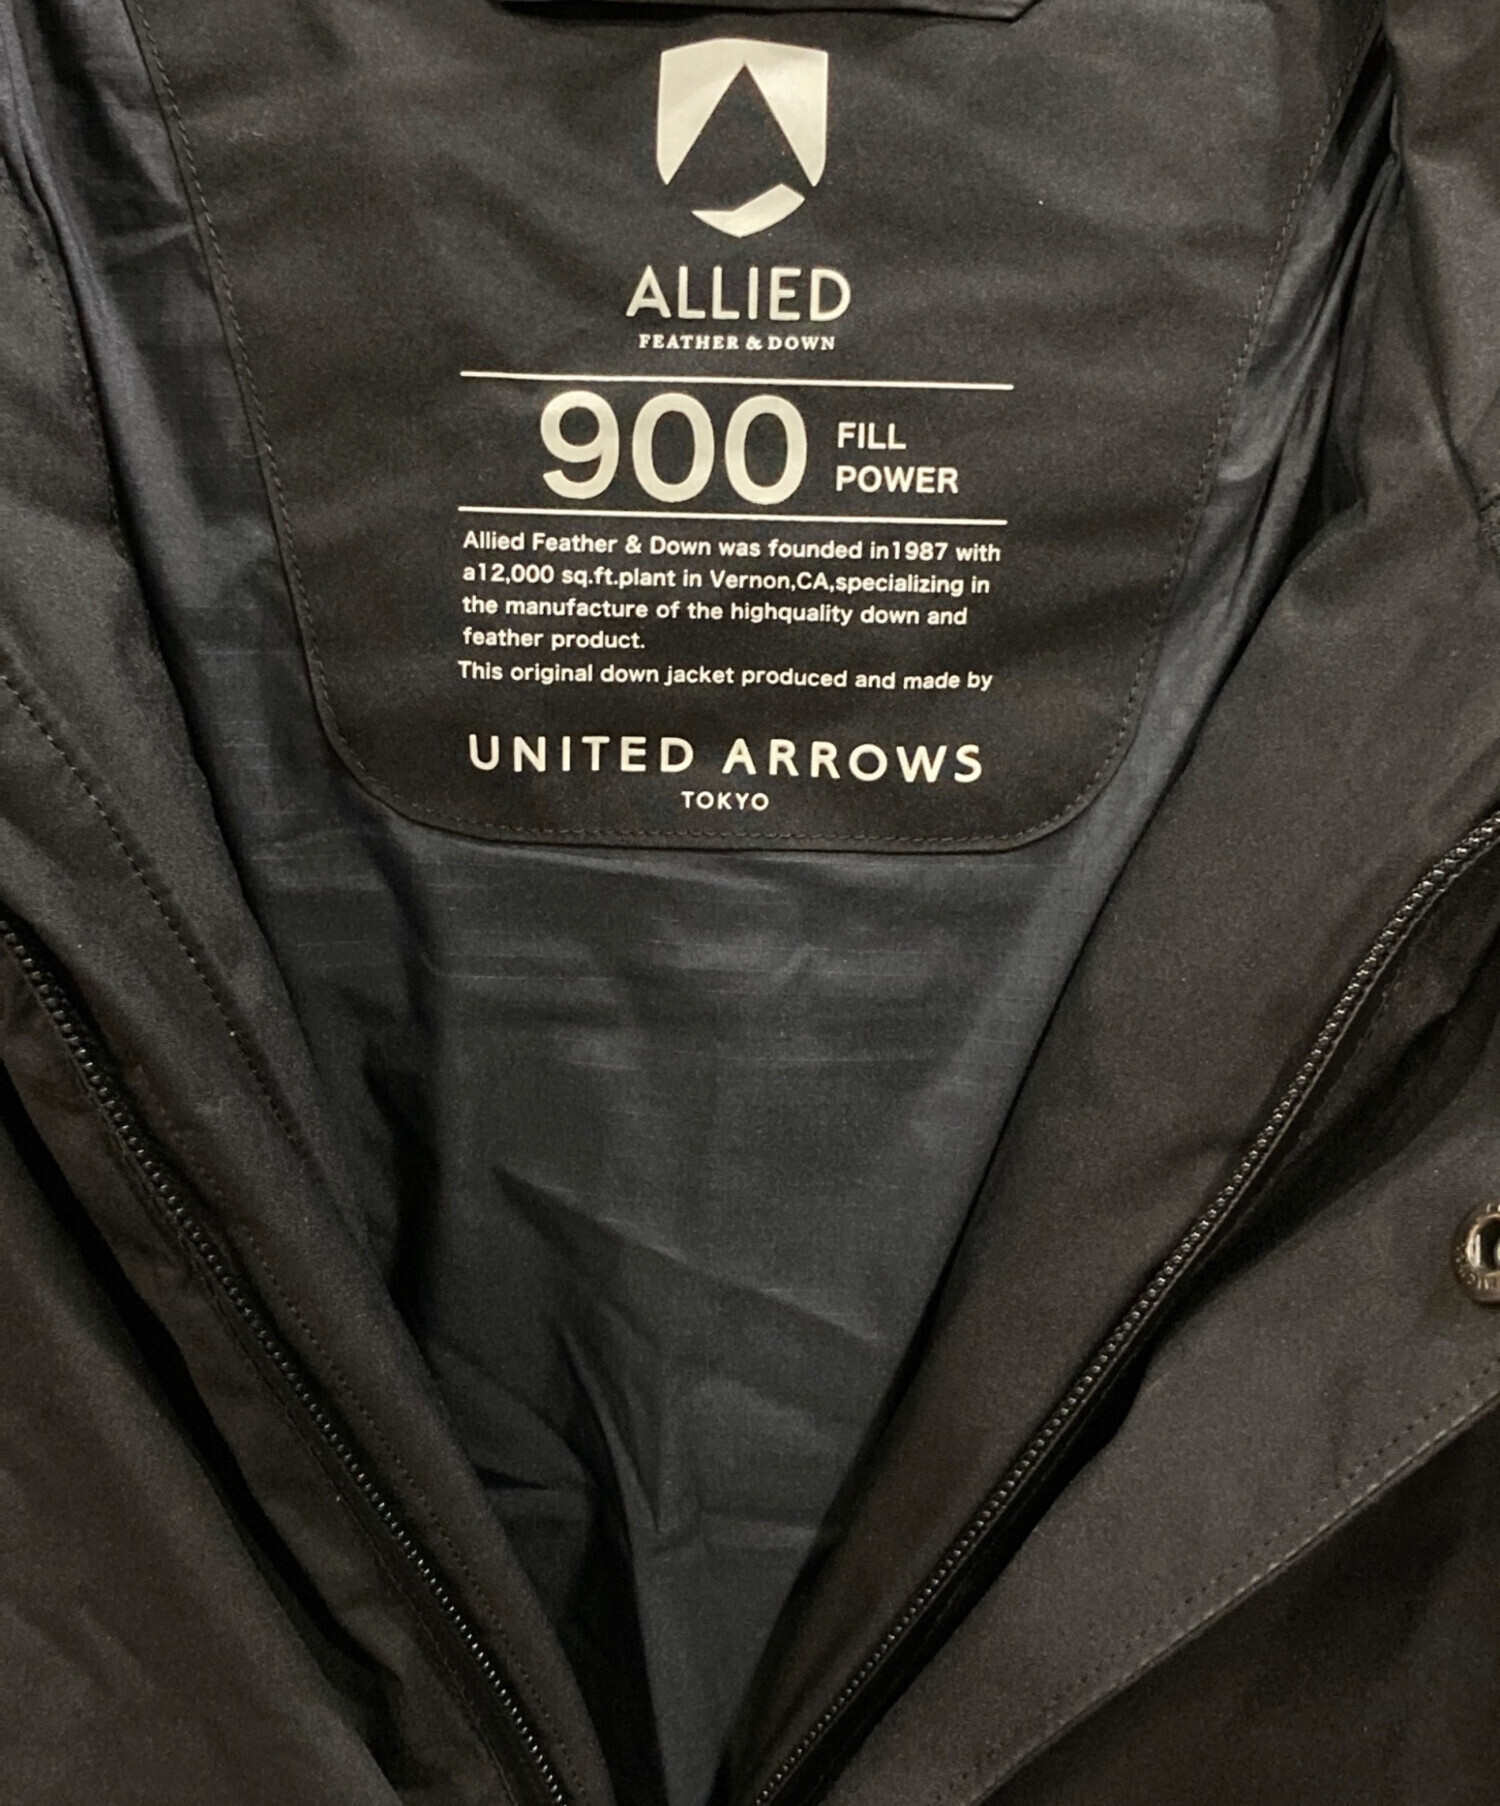 ALLIED
FEATHER & DOWN
900 FILL
POWER
Allied Feather & Down was founded in1987 with
a12,000 sq.ft.plant in Vernon,CA,specializing in
the manufacture of the highquality down and
feather product.
This original down jacket produced and made by
UNITED ARROWS
TOKYO